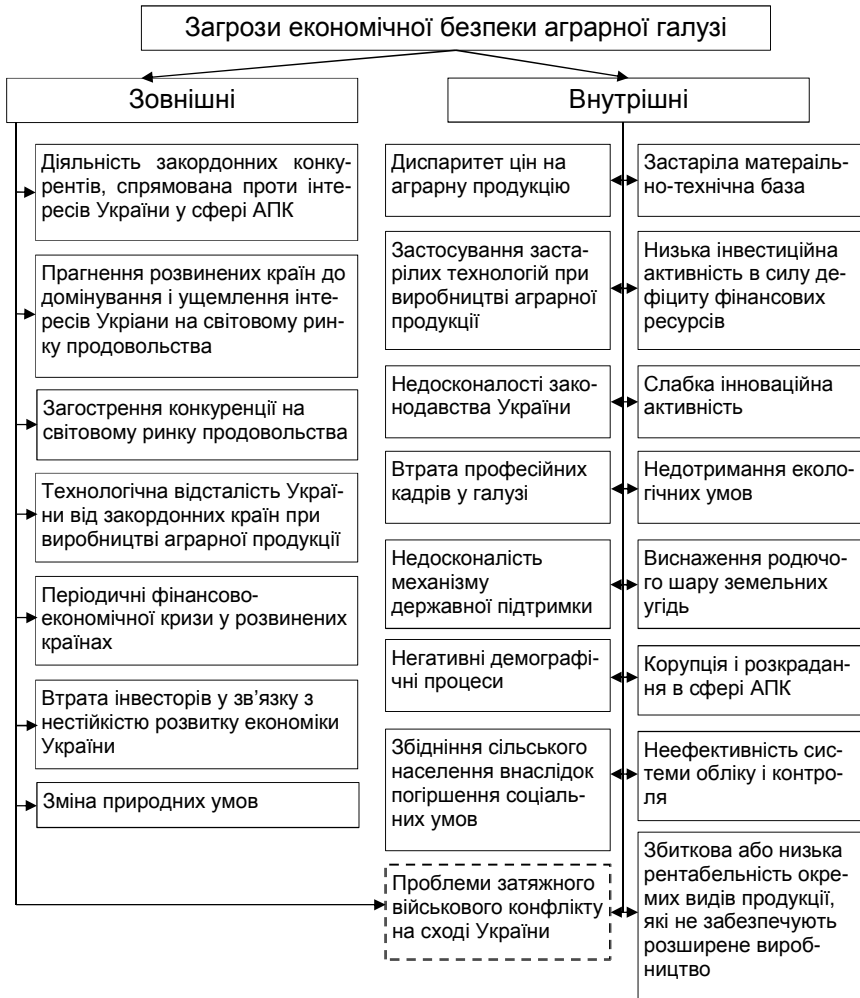 Загрози економічної безпеки аграрної галузі
Зовнішні
Діяльність закордонних конку-
рентів, спрямована проти інте-
ресів України у сфері АПК
Прагнення розвинених країн до
домінування і ущемлення інте-
ресів Укріани на світовому рин-
ку продовольства
Загострення конкуренції на
світовому ринку продовольства
Технологічна відсталість Украї-
ни від закордонних країн при
виробництві аграрної продукції
Періодичні фінансово-
економічної кризи у розвинених
країнах
Втрата інвесторів у зв’язку з
нестійкістю розвитку економіки
України
Зміна природних умов
Внутрішні
Диспаритет цін на
аграрну продукцію
Застосування заста-
рілих технологій при
виробництві аграрної
продукції
Недосконалості зако-
нодавства України
Втрата професійних
кадрів у галузі
Недосконалість
механізму
державної підтримки
Негативні демографі-
чні процеси
Збідніння сільського
населення внаслідок
погіршення соціаль-
них умов
Проблеми затяжного
військового конфлікту
на сході України
Застаріла матераіль-
но-технічна база
Низька інвестиційна
активність в силу де-
фіциту фінансових
ресурсів
Слабка інноваційна
активність
Недотримання еколо-
гічних умов
Виснаження родючо-
го шару земельних
угідь
Корупція і розкрадан-
ня в сфері АПК
Неефективність сис-
теми обліку і контро-
ля
Збиткова або низька
рентабельність окре-
мих видів продукції,
які не забезпечують
розширене вироб-
ництво